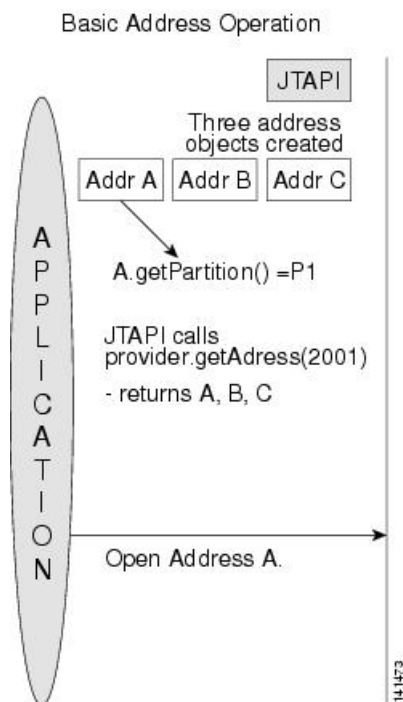 Basic Address Operation
JTAPI
Three address
objects created
Addr A
Addr B
Addr C
A.getPartition() =P1
JTAPI calls
provider.getAdress(2001)
- returns A, B, C
APPLICATION
Open Address A.
141473